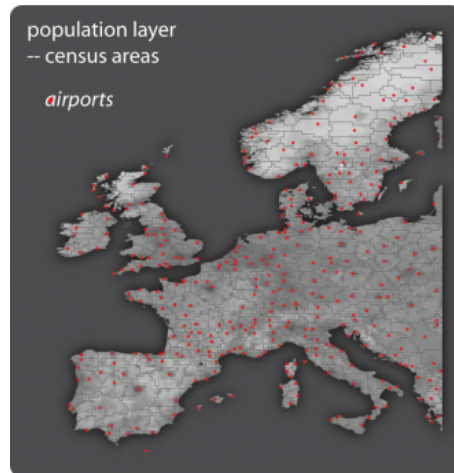 population layer
-- census areas
airports